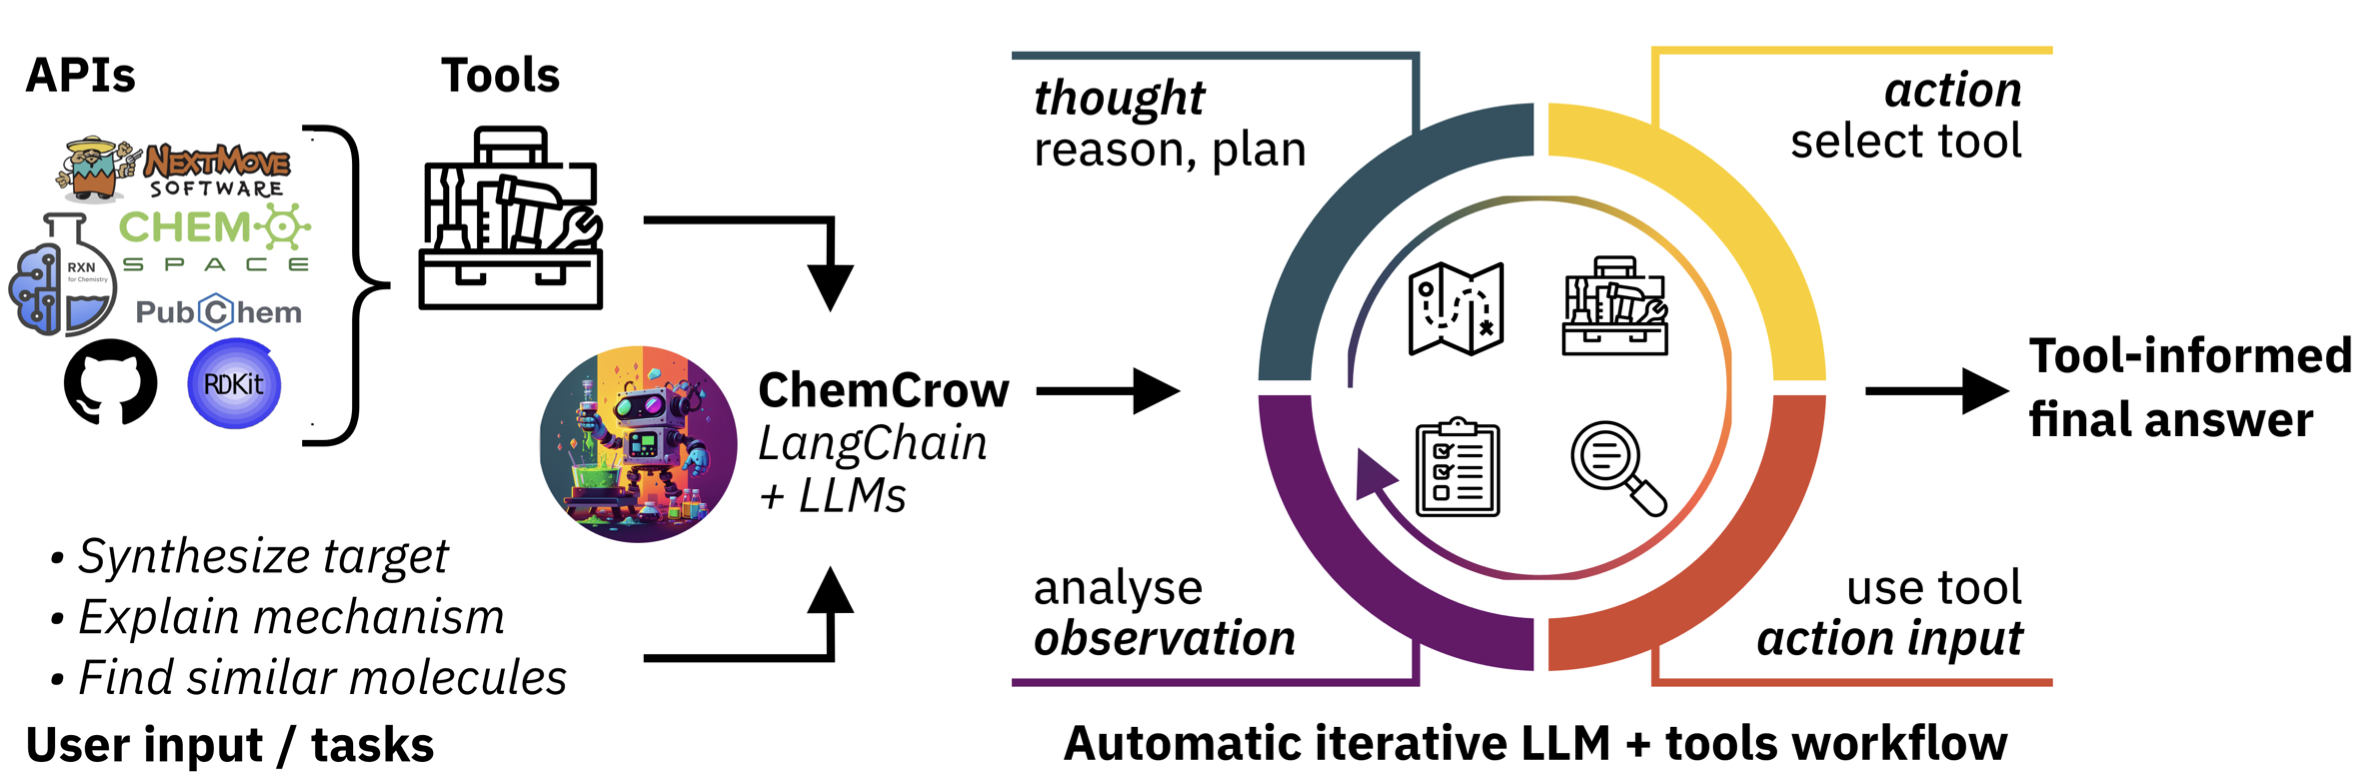 APIs
NEXTMOVE
SOFTWARE
CHEM
SPACE
RXN
for Chemistry
PubChem
RDKit
Tools
• Synthesize target
• Explain mechanism
• Find similar molecules
User input / tasks
ChemCrow
LangChain
+ LLMs
thought
reason, plan
action
select tool
analyse
observation
use tool
action input
Automatic iterative LLM + tools workflow
Tool-informed
final answer